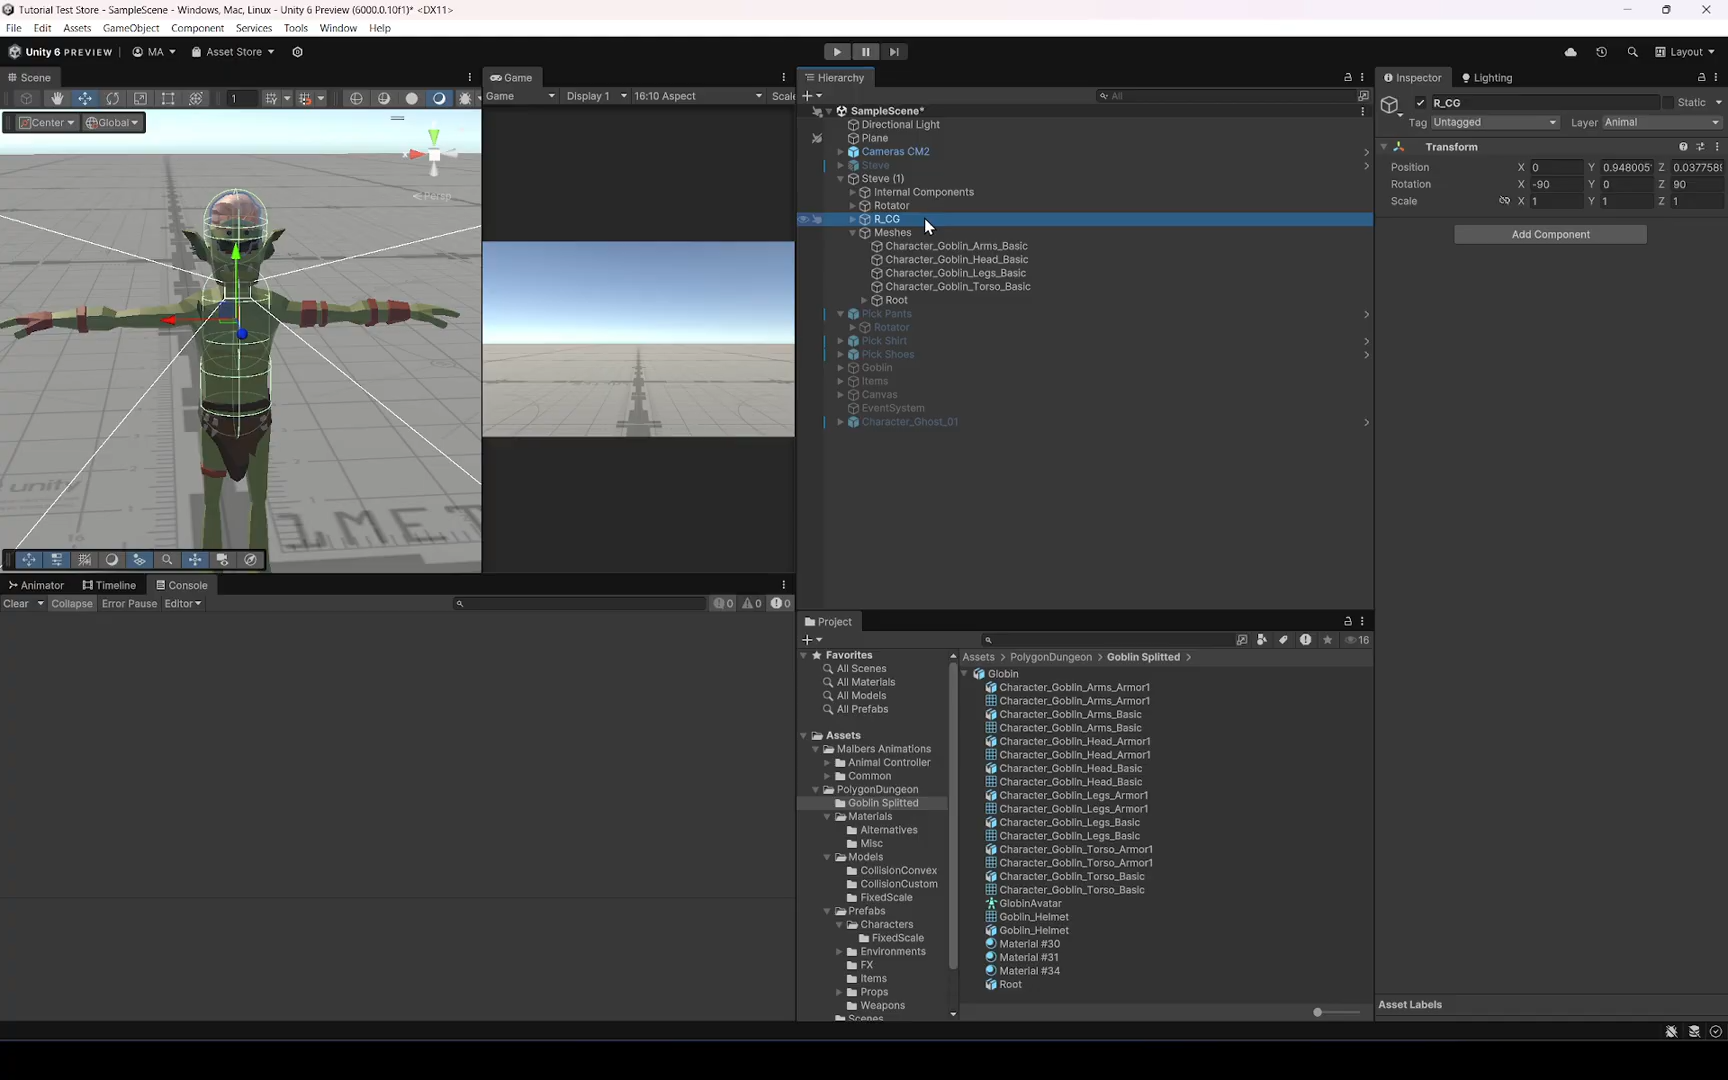 Tutorial Test Store - SampleScene - Windows, Mac, Linux - Unity 6 Preview (6000.0.10f1)* <DX11>
File Edit Assets GameObject Component Services Tools Window Help
Unity 6 PREVIEW MA Asset Store Layout
Scene
Game
Hierarchy
Inspector Lighting
1
Game Display 1 16:10 Aspect Scale
All
R_CG Static
Tag Untagged Layer Animal
Center Global
Persp
SampleScene*
Directional Light
Plane
Cameras CM2
Steve
Steve (1)
Internal Components
Rotator
R_CG
Meshes
Character_Goblin_Arms_Basic
Character_Goblin_Head_Basic
Character_Goblin_Legs_Basic
Character_Goblin_Torso_Basic
Root
Pick Pants
Rotator
Pick Shirt
Pick Shoes
Goblin
Items
Canvas
EventSystem
Character_Ghost_01
Transform
Position X 0 Y 0.948005 Z 0.037758
Rotation X -90 Y 0 Z 90
Scale X 1 Y 1 Z 1
Add Component
unity
1MET
Animator Timeline Console
Clear Collapse Error Pause Editor 0 0 0
Project
16
Favorites
All Scenes
All Materials
All Models
All Prefabs
Assets
Malbers Animations
Animal Controller
Common
PolygonDungeon
Goblin Splitted
Materials
Alternatives
Misc
Models
CollisionConvex
CollisionCustom
FixedScale
Prefabs
Characters
FixedScale
Environments
FX
Items
Props
Weapons
Scenes
Assets > PolygonDungeon > Goblin Splitted >
Globin
Character_Goblin_Arms_Armor1
Character_Goblin_Arms_Armor1
Character_Goblin_Arms_Basic
Character_Goblin_Arms_Basic
Character_Goblin_Head_Armor1
Character_Goblin_Head_Armor1
Character_Goblin_Head_Basic
Character_Goblin_Head_Basic
Character_Goblin_Legs_Armor1
Character_Goblin_Legs_Armor1
Character_Goblin_Legs_Basic
Character_Goblin_Legs_Basic
Character_Goblin_Torso_Armor1
Character_Goblin_Torso_Armor1
Character_Goblin_Torso_Basic
Character_Goblin_Torso_Basic
GlobinAvatar
Goblin_Helmet
Goblin_Helmet
Material #30
Material #31
Material #34
Root
Asset Labels